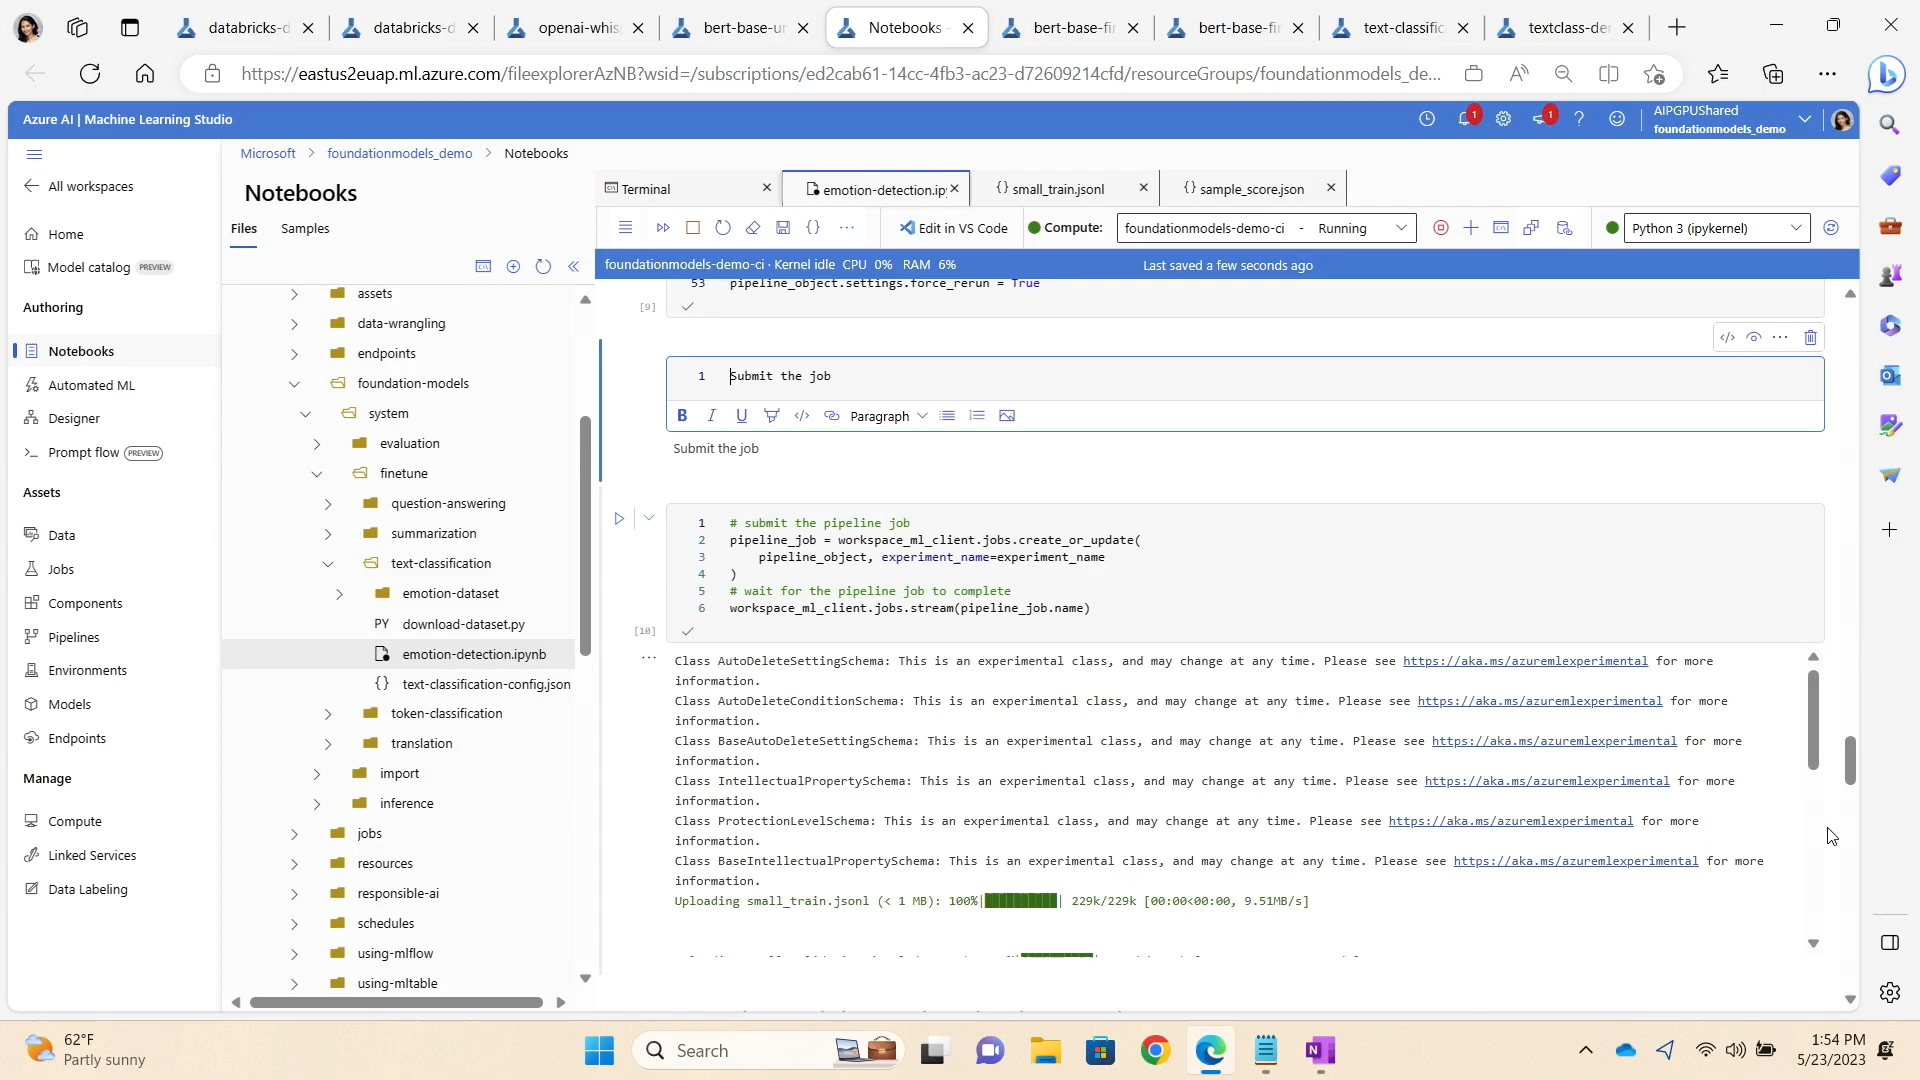 databricks-d
databricks-d
openai-whis
bert-base-un
Notebooks -
bert-base-fi
bert-base-fi
text-classific
textclass-de
https://eastus2euap.ml.azure.com/fileexplorerAzNB?wsid=/subscriptions/ed2cab61-14cc-4fb3-ac23-d72609214cfd/resourceGroups/foundationmodels_de...
Azure AI | Machine Learning Studio
1
1
AIPGPUShared
foundationmodels_demo
All workspaces
Home
Model catalog PREVIEW
Authoring
Notebooks
Automated ML
Designer
Prompt flow PREVIEW
Assets
Data
Jobs
Components
Pipelines
Environments
Models
Endpoints
Manage
Compute
Linked Services
Data Labeling
Microsoft > foundationmodels_demo > Notebooks
Notebooks
Files Samples
assets
data-wrangling
endpoints
foundation-models
system
evaluation
finetune
question-answering
summarization
text-classification
emotion-dataset
PY download-dataset.py
emotion-detection.ipynb
{} text-classification-config.json
token-classification
translation
import
inference
jobs
resources
responsible-ai
schedules
using-mlflow
using-mltable
Terminal
emotion-detection.ip
{} small_train.jsonl
{} sample_score.json
Edit in VS Code
Compute: foundationmodels-demo-ci - Running
Python 3 (ipykernel)
foundationmodels-demo-ci · Kernel idle CPU 0% RAM 6%
Last saved a few seconds ago
53 pipeline_object.settings.force_rerun = True
[9]
1 Submit the job
B I U </> Paragraph
Submit the job
1 # submit the pipeline job
2 pipeline_job = workspace_ml_client.jobs.create_or_update(
3 pipeline_object, experiment_name=experiment_name
4 )
5 # wait for the pipeline job to complete
6 workspace_ml_client.jobs.stream(pipeline_job.name)
[10]
Class AutoDeleteSettingSchema: This is an experimental class, and may change at any time. Please see https://aka.ms/azuremlexperimental for more
information.
Class AutoDeleteConditionSchema: This is an experimental class, and may change at any time. Please see https://aka.ms/azuremlexperimental for more
information.
Class BaseAutoDeleteSettingSchema: This is an experimental class, and may change at any time. Please see https://aka.ms/azuremlexperimental for more
information.
Class IntellectualPropertySchema: This is an experimental class, and may change at any time. Please see https://aka.ms/azuremlexperimental for more
information.
Class ProtectionLevelSchema: This is an experimental class, and may change at any time. Please see https://aka.ms/azuremlexperimental for more
information.
Class BaseIntellectualPropertySchema: This is an experimental class, and may change at any time. Please see https://aka.ms/azuremlexperimental for more
information.
Uploading small_train.jsonl (< 1 MB): 100%|██████████| 229k/229k [00:00<00:00, 9.51MB/s]
62°F
Partly sunny
Search
1:54 PM
5/23/2023